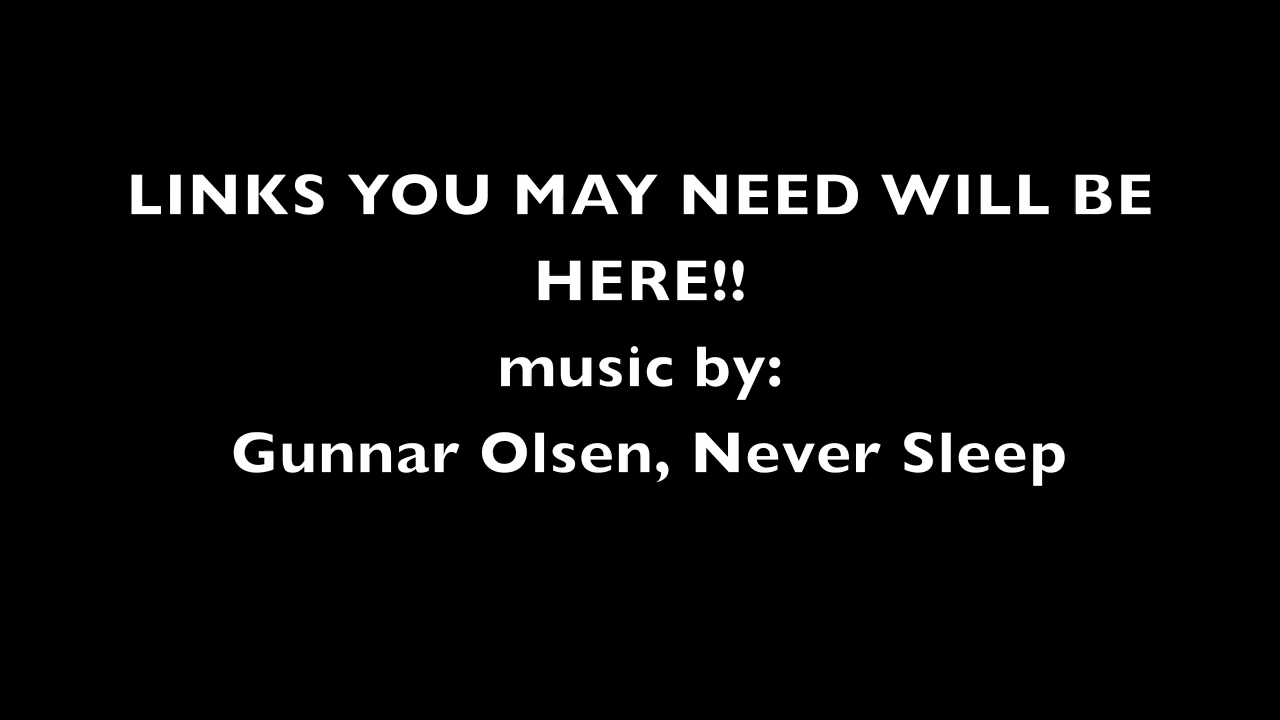 LINKS YOU MAY NEED WILL BE
HERE!!
music by:
Gunnar Olsen, Never Sleep